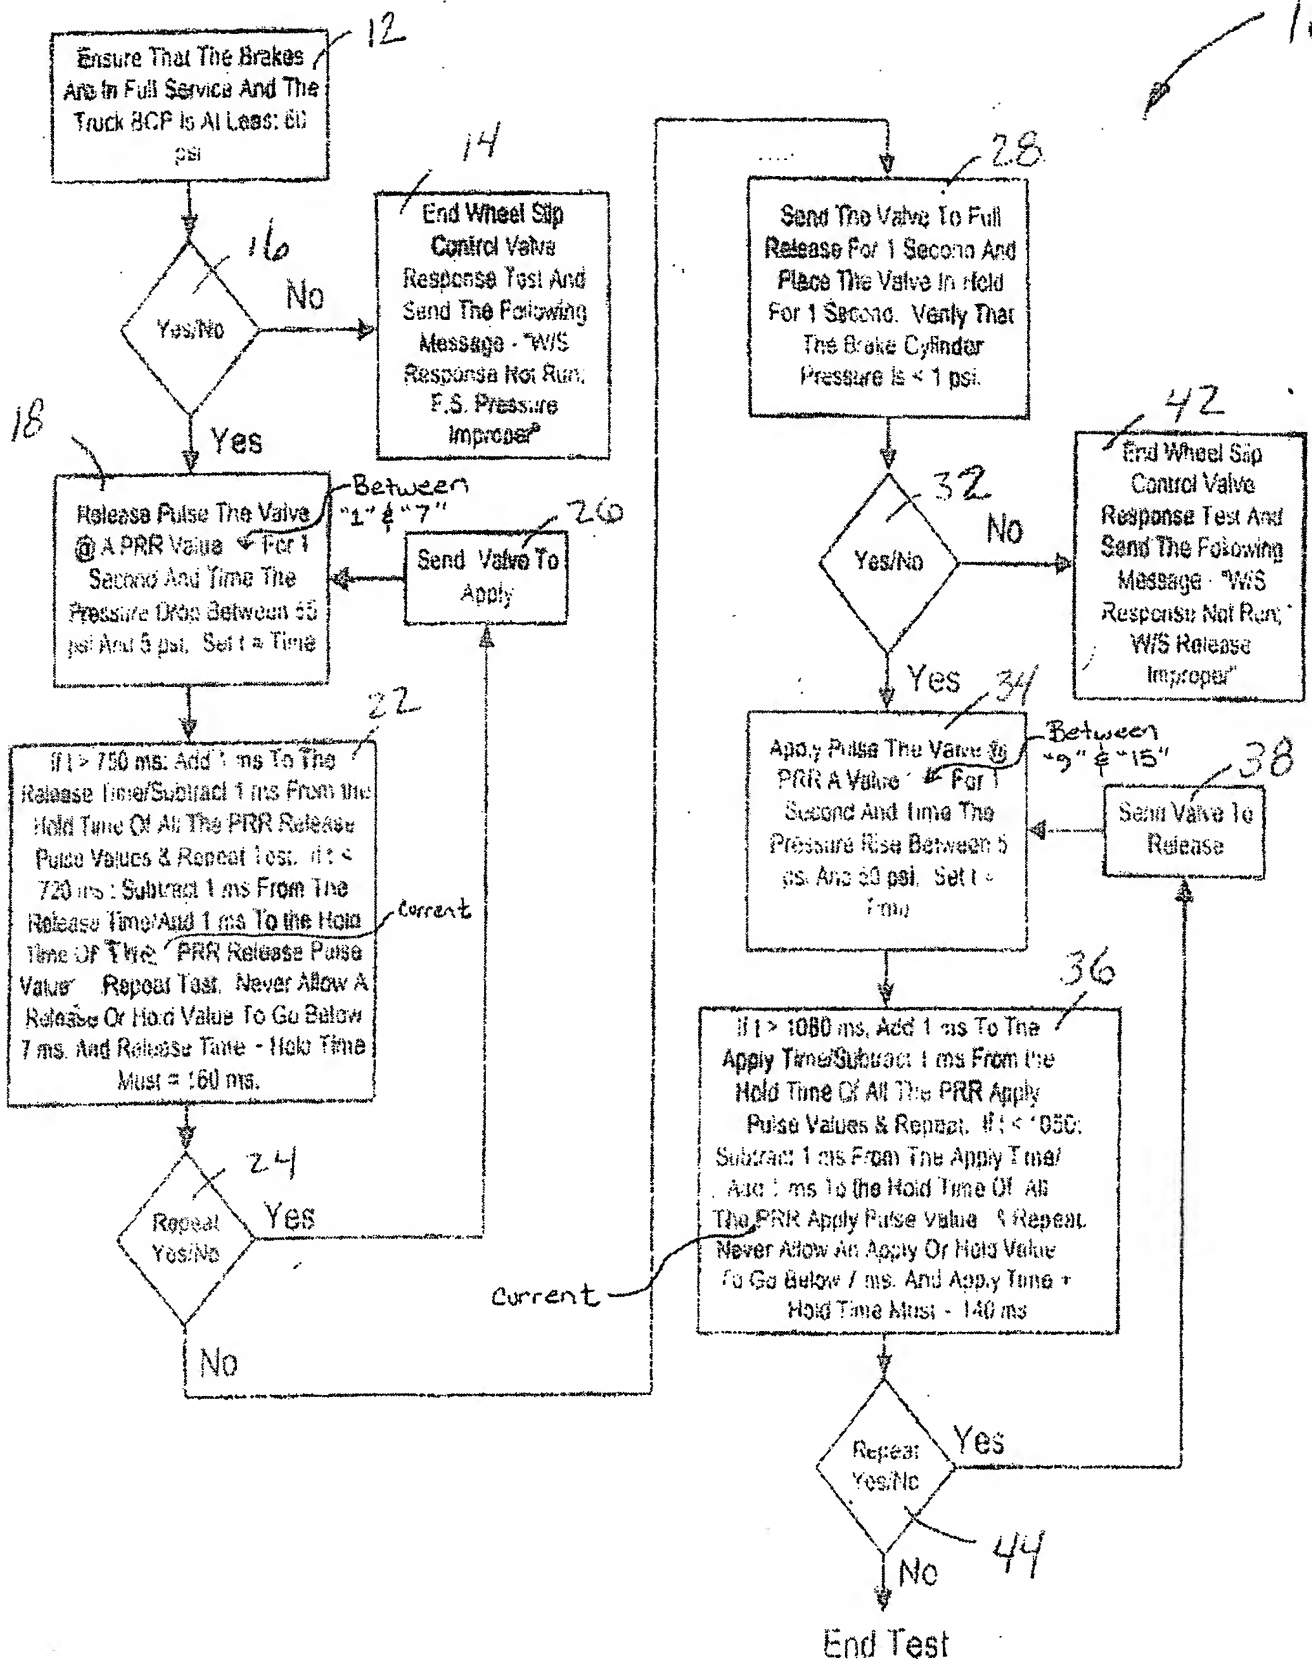 12
Ensure That The Brakes
Are In Full Service And The
Truck BCP Is At Least 60
psi
16
Yes/No
No
Yes
14
End Wheel Slip
Control Valve
Response Test And
Send The Following
Message - "W/S
Response Not Run;
F.S. Pressure
Improper"
18
Release Pulse The Valve
@ A PRR Value For 1
Second And Time The
Pressure Drop Between 55
psi And 5 psi. Set t = Time
Between
"1" & "7"
26
Send Valve To
Apply
22
If t > 750 ms: Add 1 ms To The
Release Time/Subtract 1 ms From the
Hold Time Of All The PRR Release
Pulse Values & Repeat Test. If t <
720 ms : Subtract 1 ms From The
Release Time/Add 1 ms To the Hold
Time Of The PRR Release Pulse
Value Repeat Test. Never Allow A
Release Or Hold Value To Go Below
7 ms. And Release Time - Hold Time
Must = 160 ms.
Current
24
Repeat
Yes/No
Yes
No
28
Send The Valve To Full
Release For 1 Second And
Place The Valve In Hold
For 1 Second. Verify That
The Brake Cylinder
Pressure Is < 1 psi.
32
Yes/No
No
Yes
42
End Wheel Slip
Control Valve
Response Test And
Send The Following
Message - "W/S
Response Not Run;
W/S Release
Improper"
34
Apply Pulse The Valve @
PRR A Value For 1
Second And Time The
Pressure Rise Between 5
psi And 50 psi. Set t =
Time
Between
"9" & "15"
38
Send Valve To
Release
36
If t > 1080 ms, Add 1 ms To The
Apply Time/Subtract 1 ms From the
Hold Time Of All The PRR Apply
Pulse Values & Repeat. If t < 1050:
Subtract 1 ms From The Apply Time/
Add 1 ms To the Hold Time Of All
The PRR Apply Pulse Value & Repeat.
Never Allow An Apply Or Hold Value
To Go Below 7 ms. And Apply Time +
Hold Time Must - 140 ms
Current
44
Repeat
Yes/No
Yes
No
End Test